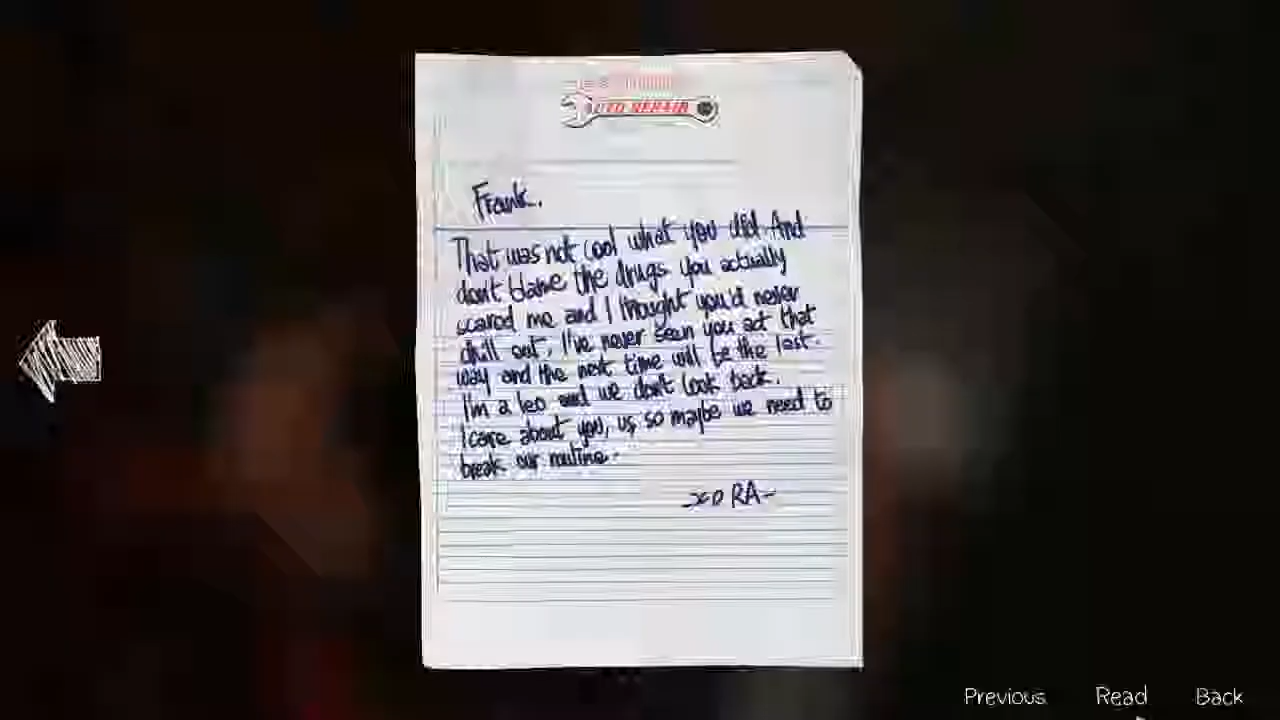 AUTO REPAIR
Frank.
That was not cool what you did. And
don't blame the drugs. you actually
scared me and I thought you'd never
chill out. I've never seen you act that
way and the next time will be the last.
I'm a leo and we don't look back.
I care about you, us, so maybe we need to
break our routine.
xo RA
Previous Read Back